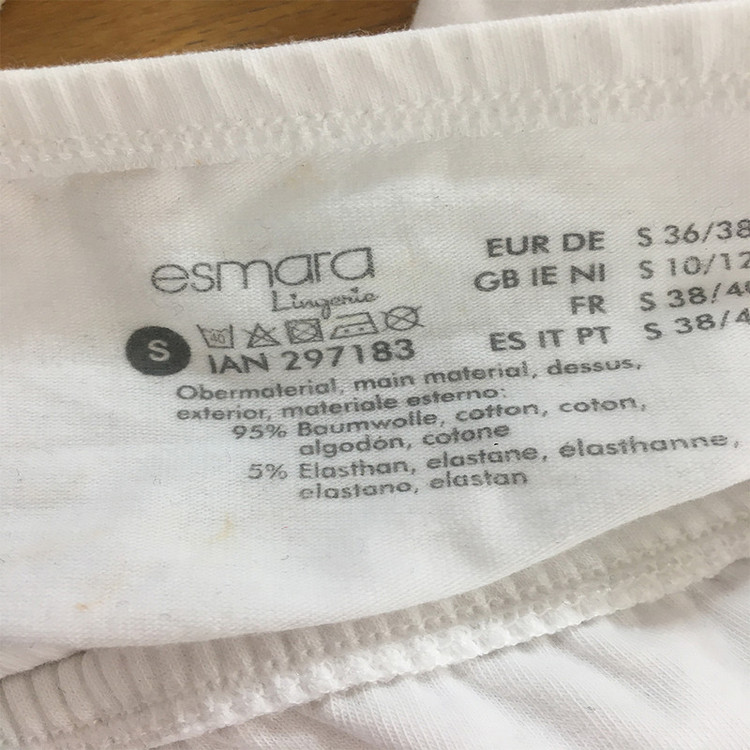 esmara
Lingerie
S
40
IAN 297183
EUR DE S 36/38
GB IE NI S 10/12
FR S 38/4
ES IT PT S 38/4
Obermaterial, main material, dessus,
exterior, materiale esterno:
95% Baumwolle, cotton, coton,
algodón, cotone
5% Elasthan, elastane, élasthanne,
elastano, elastan